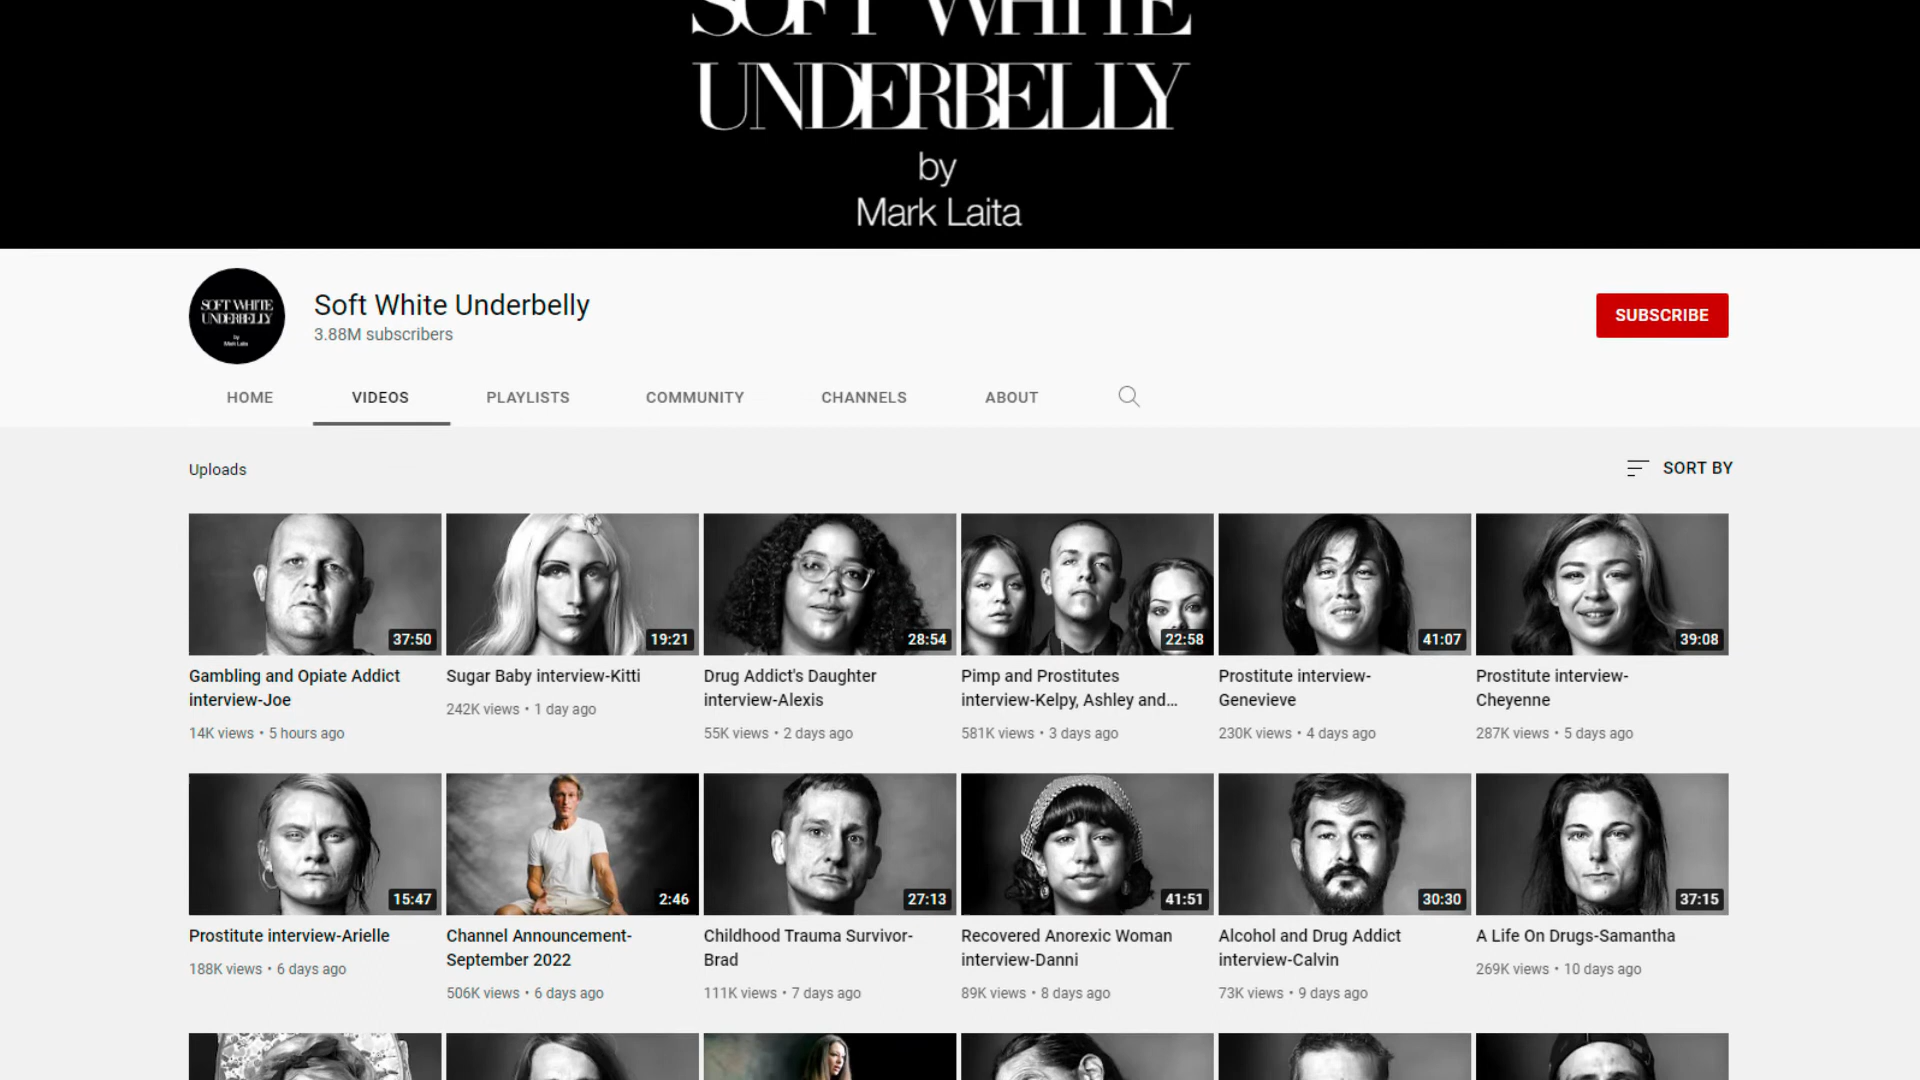 SOFT WHITE
UNDERBELLY
by
Mark Laita
SOFT WHITE
UNDERBELLY
by
Mark Laita
Soft White Underbelly
3.88M subscribers
SUBSCRIBE
HOME VIDEOS PLAYLISTS COMMUNITY CHANNELS ABOUT
Uploads
SORT BY
37:50 19:21 28:54 22:58 41:07 39:08
Gambling and Opiate Addict
interview-Joe
14K views • 5 hours ago
Sugar Baby interview-Kitti
242K views • 1 day ago
Drug Addict's Daughter
interview-Alexis
55K views • 2 days ago
Pimp and Prostitutes
interview-Kelpy, Ashley and...
581K views • 3 days ago
Prostitute interview-
Genevieve
230K views • 4 days ago
Prostitute interview-
Cheyenne
287K views • 5 days ago
15:47 2:46 27:13 41:51 30:30 37:15
Prostitute interview-Arielle
188K views • 6 days ago
Channel Announcement-
September 2022
506K views • 6 days ago
Childhood Trauma Survivor-
Brad
111K views • 7 days ago
Recovered Anorexic Woman
interview-Danni
89K views • 8 days ago
Alcohol and Drug Addict
interview-Calvin
73K views • 9 days ago
A Life On Drugs-Samantha
269K views • 10 days ago